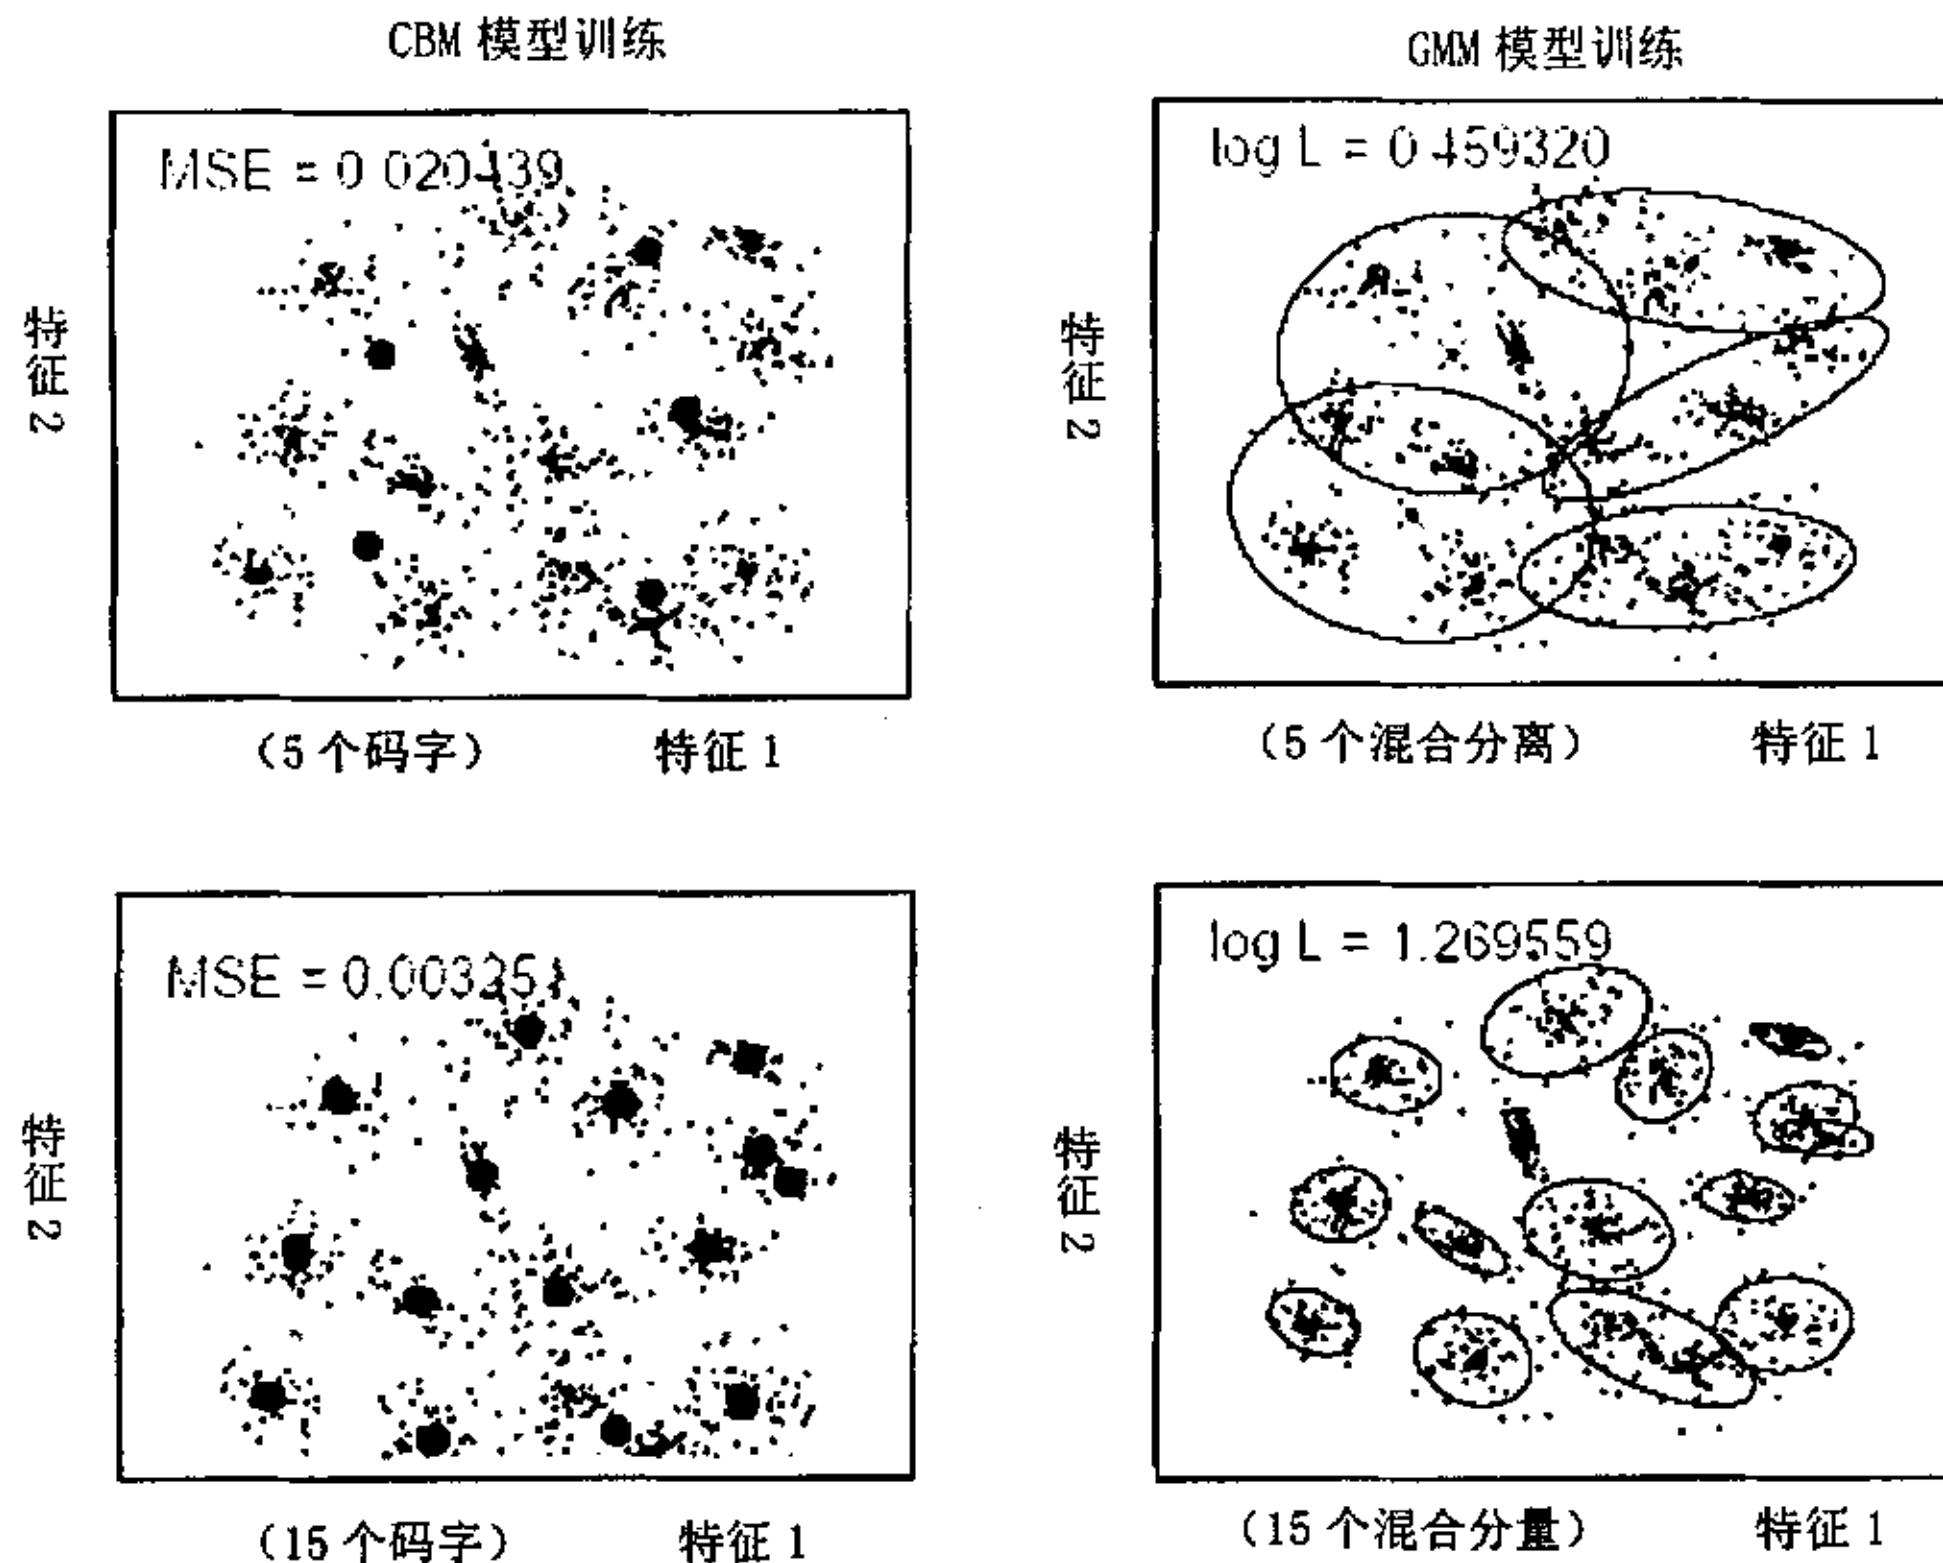 CBM 模型训练
GMM 模型训练
MSE = 0.020439
log L = 0.459320
特征 2
特征 2
（5 个码字） 特征 1
（5 个混合分离） 特征 1
MSE = 0.003251
log L = 1.269559
特征 2
特征 2
（15 个码字） 特征 1
（15 个混合分量） 特征 1